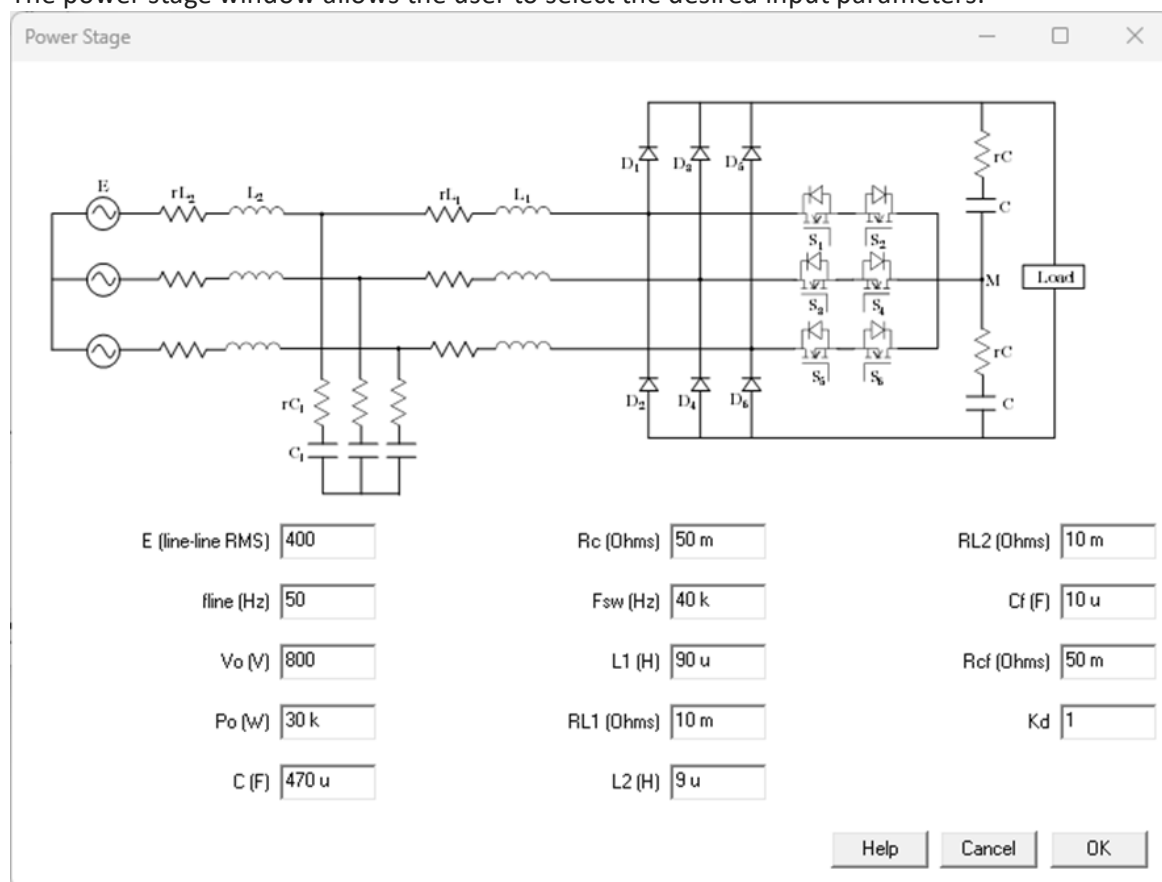 The power stage window allows the user to select the desired input parameters.
Power Stage
D₁ D₃ D₅ rC
E rL₂ L₂ rL₁ L₁ C
S₁ S₂
M Load
S₃ S₄
rC
S₅ S₆
rC₁ D₂ D₄ D₆ C
C₁
E (line-line RMS) 400 Rc (Ohms) 50 m RL2 (Ohms) 10 m
fline (Hz) 50 Fsw (Hz) 40 k Cf (F) 10 u
Vo (V) 800 L1 (H) 90 u Rcf (Ohms) 50 m
Po (W) 30 k RL1 (Ohms) 10 m Kd 1
C (F) 470 u L2 (H) 9 u
Help Cancel OK